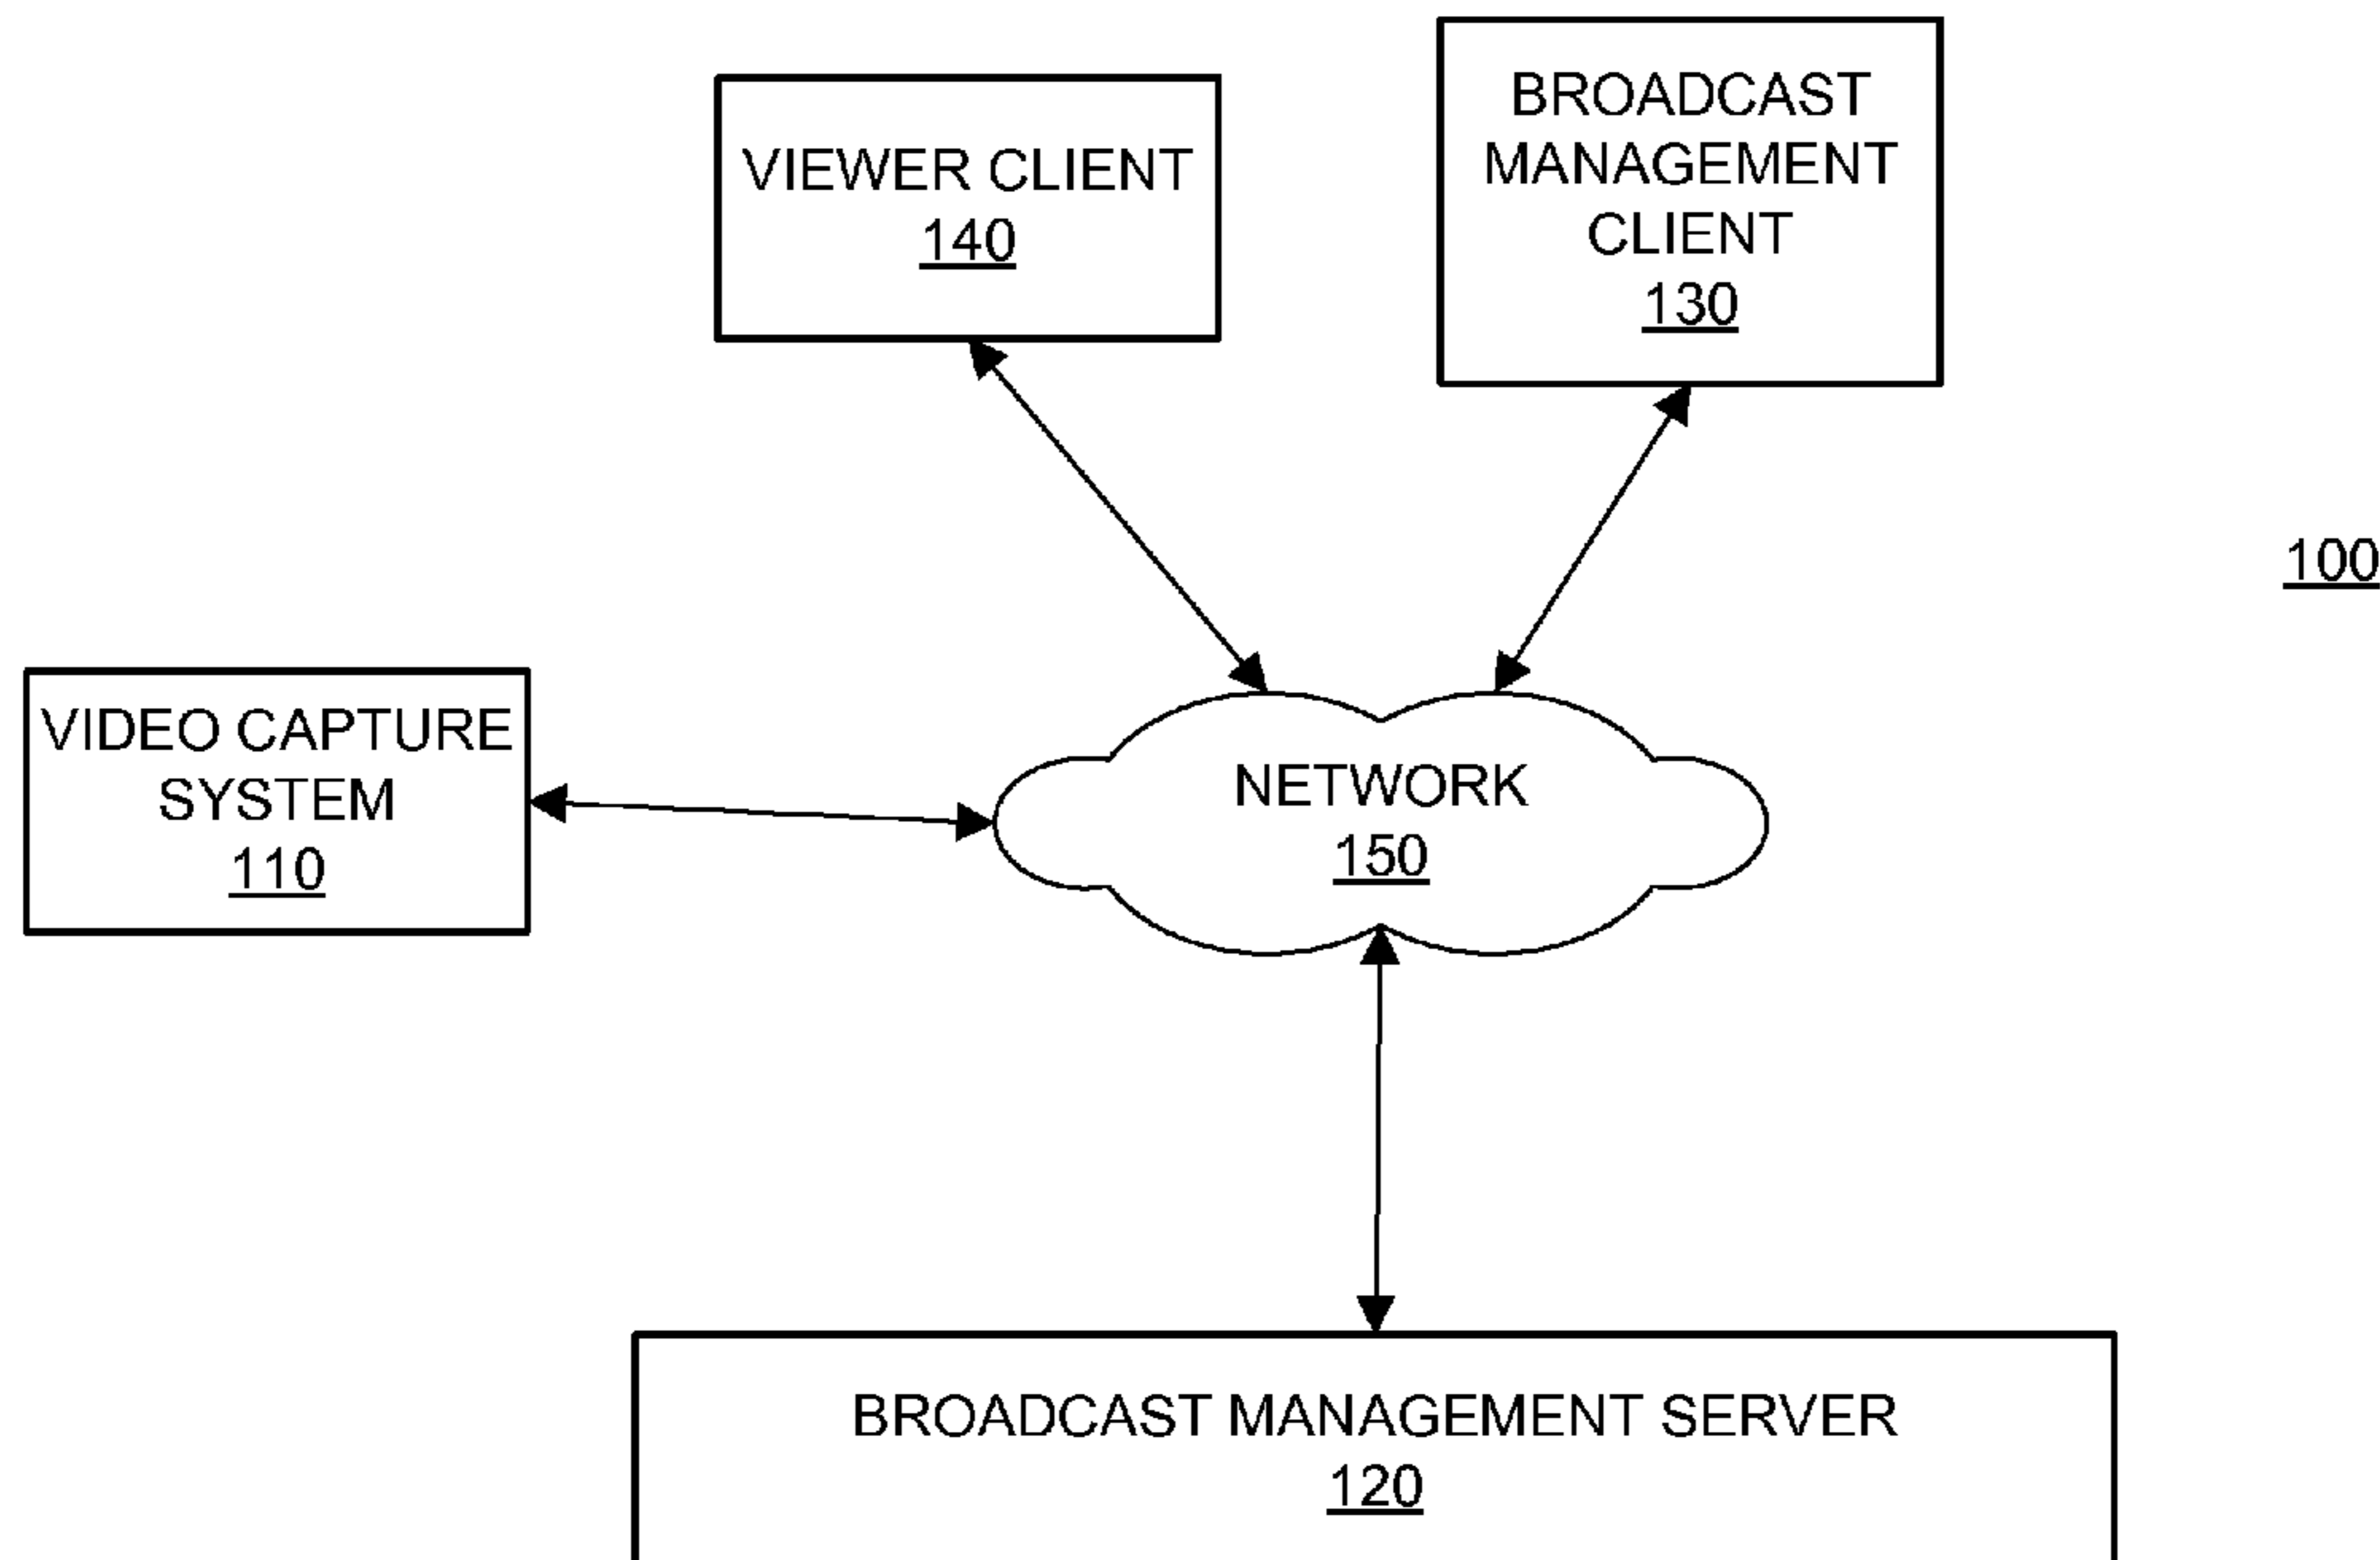 BROADCAST
MANAGEMENT
CLIENT
130
VIEWER CLIENT
140
100
VIDEO CAPTURE
SYSTEM
110
NETWORK
150
BROADCAST MANAGEMENT SERVER
120